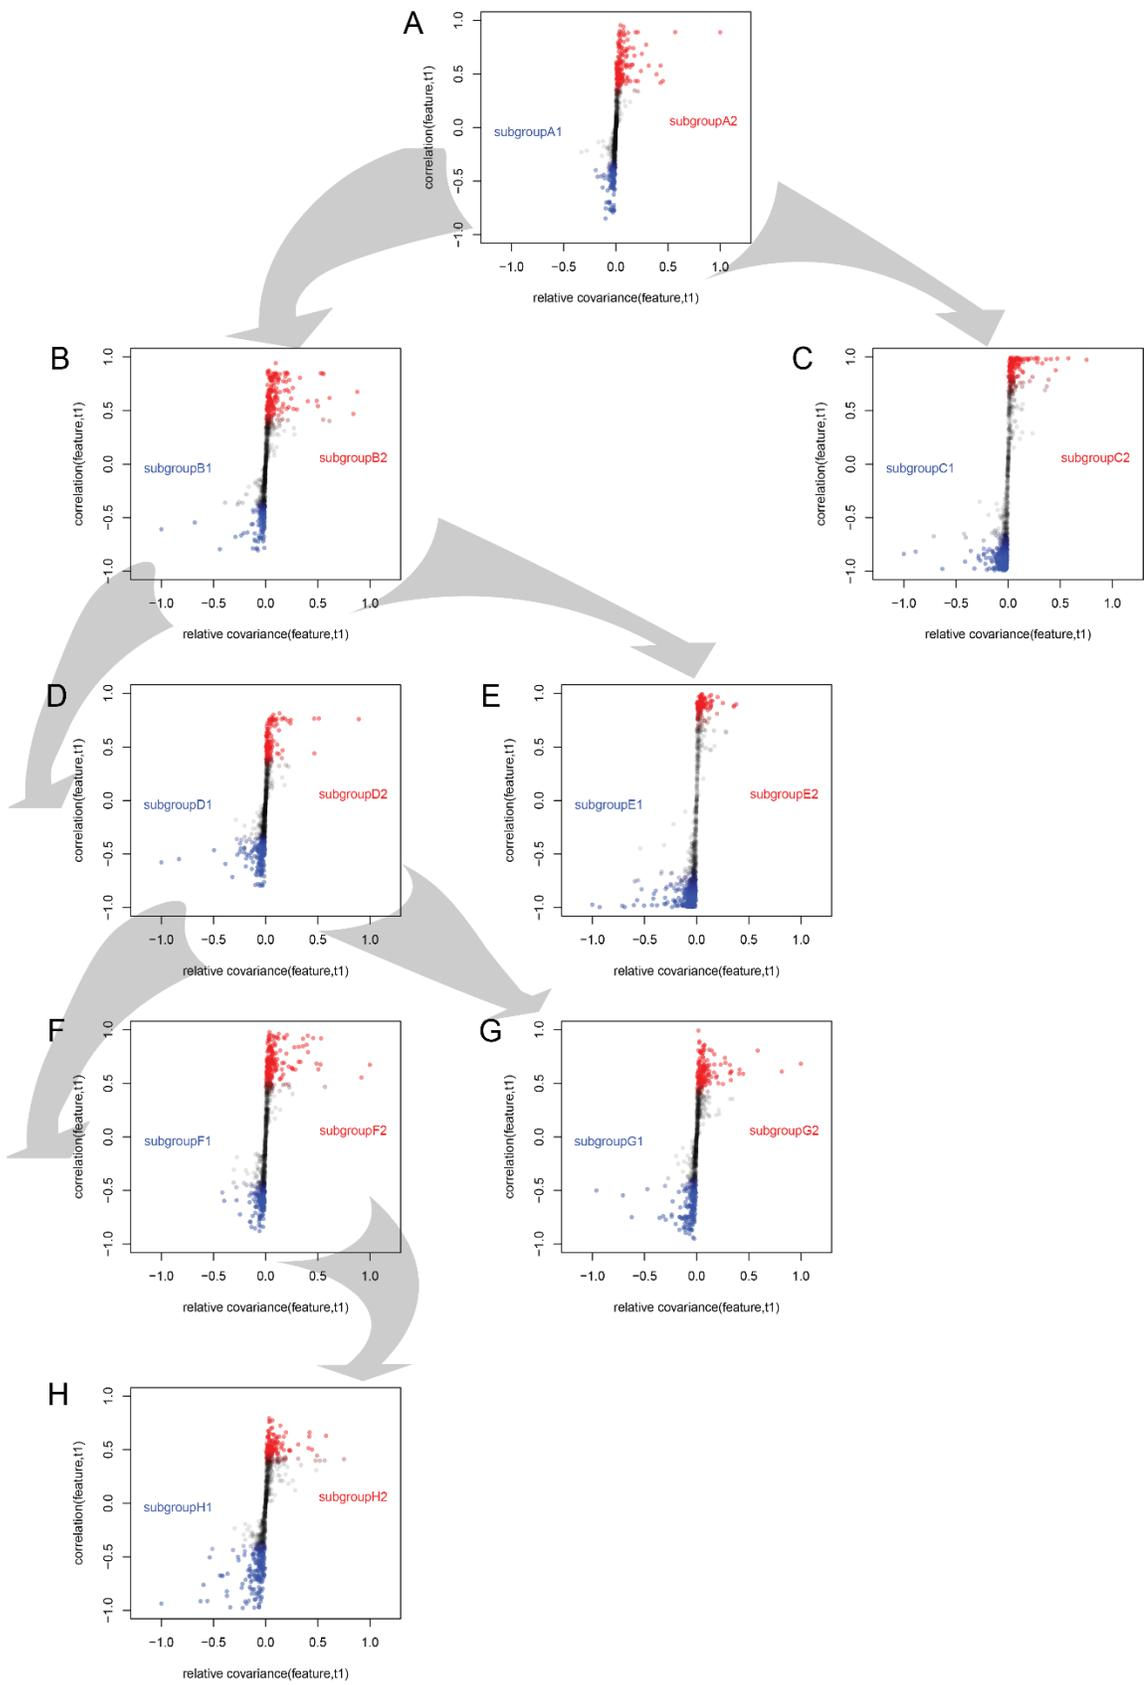 A
correlation(feature,t1)
1.0
0.5
0.0
−0.5
−1.0
subgroupA1
subgroupA2
−1.0 −0.5 0.0 0.5 1.0
relative covariance(feature,t1)
B
correlation(feature,t1)
1.0
0.5
0.0
−0.5
−1.0
subgroupB1
subgroupB2
−1.0 −0.5 0.0 0.5 1.0
relative covariance(feature,t1)
C
correlation(feature,t1)
1.0
0.5
0.0
−0.5
−1.0
subgroupC1
subgroupC2
−1.0 −0.5 0.0 0.5 1.0
relative covariance(feature,t1)
D
correlation(feature,t1)
1.0
0.5
0.0
−0.5
−1.0
subgroupD1
subgroupD2
−1.0 −0.5 0.0 0.5 1.0
relative covariance(feature,t1)
E
correlation(feature,t1)
1.0
0.5
0.0
−0.5
−1.0
subgroupE1
subgroupE2
−1.0 −0.5 0.0 0.5 1.0
relative covariance(feature,t1)
F
correlation(feature,t1)
1.0
0.5
0.0
−0.5
−1.0
subgroupF1
subgroupF2
−1.0 −0.5 0.0 0.5 1.0
relative covariance(feature,t1)
G
correlation(feature,t1)
1.0
0.5
0.0
−0.5
−1.0
subgroupG1
subgroupG2
−1.0 −0.5 0.0 0.5 1.0
relative covariance(feature,t1)
H
correlation(feature,t1)
1.0
0.5
0.0
−0.5
−1.0
subgroupH1
subgroupH2
−1.0 −0.5 0.0 0.5 1.0
relative covariance(feature,t1)